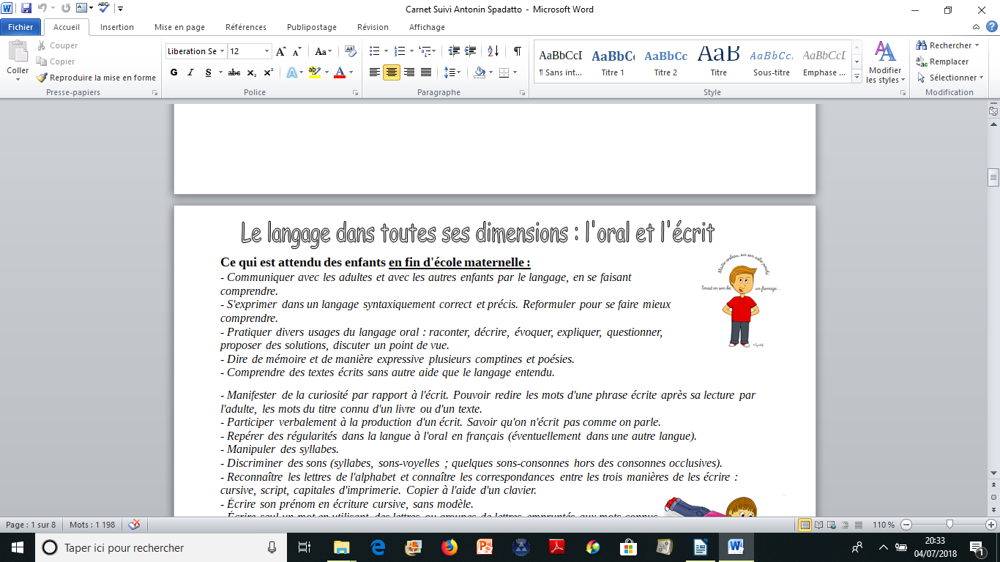 Carnet Suivi Antonin Spadatto - Microsoft Word
Fichier Accueil Insertion Mise en page Références Publipostage Révision Affichage
Coller
Couper
Copier
Reproduire la mise en forme
Presse-papiers
Liberation Se 12
G I S abc x₂ x²
Police
Paragraphe
AaBbCcI AaBbCc AaBbCc AaB AaBbCc. AaBbCcL
¶ Sans int... Titre 1 Titre 2 Titre Sous-titre Emphase ...
Style
Modifier
les styles
Rechercher
Remplacer
Sélectionner
Modification
Le langage dans toutes ses dimensions : l'oral et l'écrit
Ce qui est attendu des enfants en fin d'école maternelle :
- Communiquer avec les adultes et avec les autres enfants par le langage, en se faisant
comprendre.
- S'exprimer dans un langage syntaxiquement correct et précis. Reformuler pour se faire mieux
comprendre.
- Pratiquer divers usages du langage oral : raconter, décrire, évoquer, expliquer, questionner,
proposer des solutions, discuter un point de vue.
- Dire de mémoire et de manière expressive plusieurs comptines et poésies.
- Comprendre des textes écrits sans autre aide que le langage entendu.
Maître corbeau, sur son arbre perché
Tenait en son bec un fromage...
- Manifester de la curiosité par rapport à l'écrit. Pouvoir redire les mots d'une phrase écrite après sa lecture par
l'adulte, les mots du titre connu d'un livre ou d'un texte.
- Participer verbalement à la production d'un écrit. Savoir qu'on n'écrit pas comme on parle.
- Repérer des régularités dans la langue à l'oral en français (éventuellement dans une autre langue).
- Manipuler des syllabes.
- Discriminer des sons (syllabes, sons-voyelles ; quelques sons-consonnes hors des consonnes occlusives).
- Reconnaître les lettres de l'alphabet et connaître les correspondances entre les trois manières de les écrire :
cursive, script, capitales d'imprimerie. Copier à l'aide d'un clavier.
- Écrire son prénom en écriture cursive, sans modèle.
- Écrire seul un mot en utilisant des lettres ou groupes de lettres empruntés aux mots connus
Page : 1 sur 8 Mots : 1 198 110 %
Taper ici pour rechercher
20:33
04/07/2018